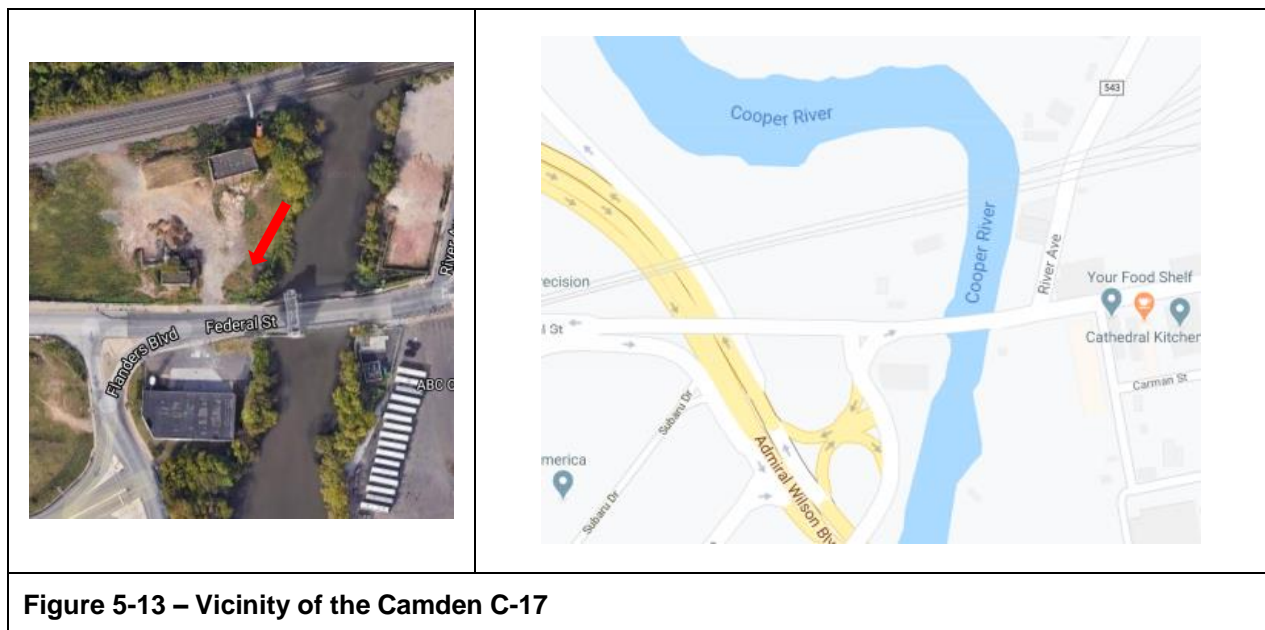 River A
Federal St
Flanders Blvd
ABC C
Cooper River
543
Cooper River
River Ave
recision
Your Food Shelf
l St
Cathedral Kitchen
Carman St
Subaru Dr
merica
Admiral Wilson Blv
Subaru Dr
Figure 5-13 – Vicinity of the Camden C-17